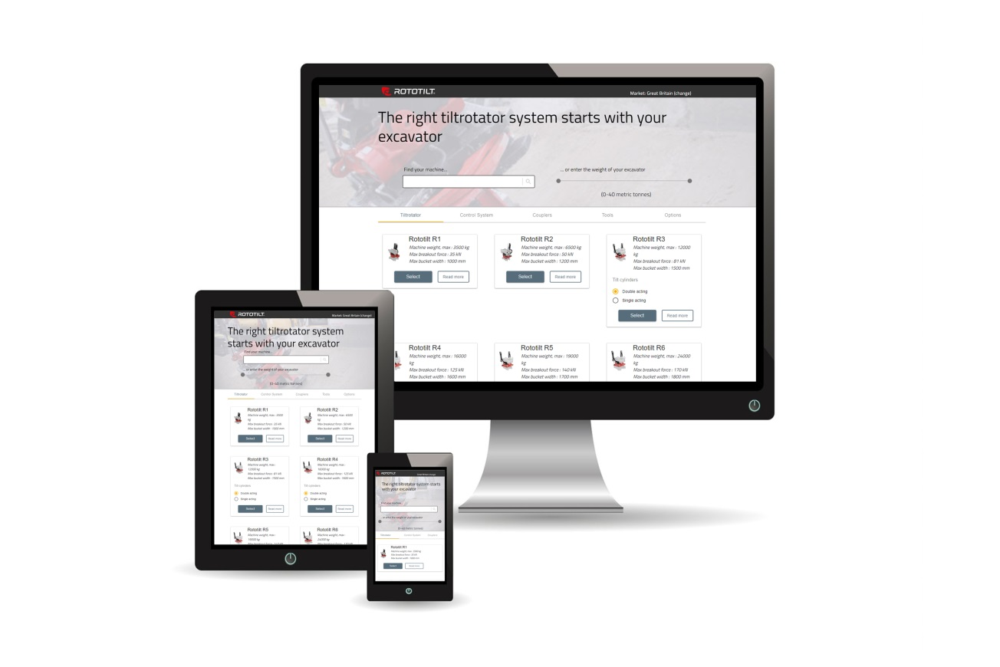 ROTOTILT
Market: Great Britain (change)
The right tiltrotator system starts with your
excavator
Find your machine...
... or enter the weight of your excavator
(0-40 metric tonnes)
Tiltrotator
Control System
Couplers
Tools
Options
Rototilt R1
Machine weight, max : 3500 kg
Max breakout force : 35 kN
Max bucket width : 1000 mm
Select
Read more
Rototilt R2
Machine weight, max : 6500 kg
Max breakout force : 50 kN
Max bucket width : 1200 mm
Select
Read more
Rototilt R3
Machine weight, max : 12000
kg
Max breakout force : 81 kN
Max bucket width : 1500 mm
Tilt cylinders
Double acting
Single acting
Select
Read more
Rototilt R4
Machine weight, max : 16000
kg
Max breakout force : 125 kN
Max bucket width : 1600 mm
Rototilt R5
Machine weight, max : 19000
kg
Max breakout force : 140 kN
Max bucket width : 1700 mm
Rototilt R6
Machine weight, max : 24000
kg
Max breakout force : 170 kN
Max bucket width : 1800 mm
ROTOTILT
Market: Great Britain (change)
The right tiltrotator system
starts with your excavator
Find your machine...
... or enter the weight of your excavator
(0-40 metric tonnes)
Tiltrotator
Control System
Couplers
Tools
Options
Rototilt R1
Machine weight, max : 3500
kg
Max breakout force : 35 kN
Max bucket width : 1000 mm
Select
Read more
Rototilt R2
Machine weight, max : 6500
kg
Max breakout force : 50 kN
Max bucket width : 1200 mm
Select
Read more
Rototilt R3
Machine weight, max :
12000 kg
Max breakout force : 81 kN
Max bucket width : 1500 mm
Tilt cylinders
Double acting
Single acting
Select
Read more
Rototilt R4
Machine weight, max :
16000 kg
Max breakout force : 125 kN
Max bucket width : 1600 mm
Tilt cylinders
Double acting
Single acting
Select
Read more
Rototilt R5
Machine weight, max :
19000 kg
Rototilt R6
Machine weight, max :
24000 kg
ROTOTILT
Great Britain (change)
The right tiltrotator system starts
with your excavator
Find your machine...
... or enter the weight of your excavator
(0-40 metric tonnes)
Tiltrotator
Control System
Couplers
Rototilt R1
Machine weight, max : 3500 kg
Max breakout force : 35 kN
Max bucket width : 1000 mm
Select
Read more